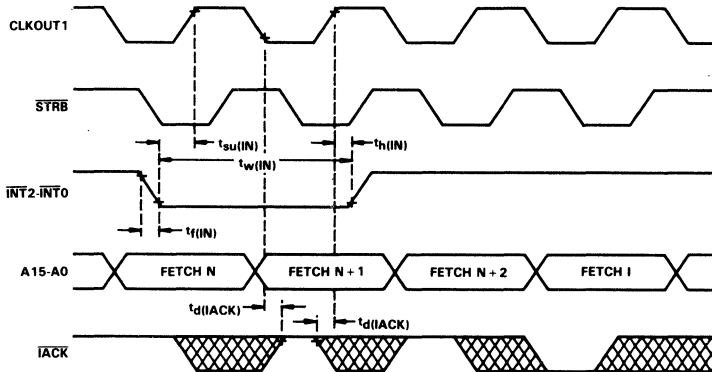 CLKOUT1
STRB
tsu(IN)
th(IN)
tw(IN)
INT2-INT0
tf(IN)
A15-A0
FETCH N
FETCH N + 1
FETCH N + 2
FETCH I
td(IACK)
td(IACK)
IACK